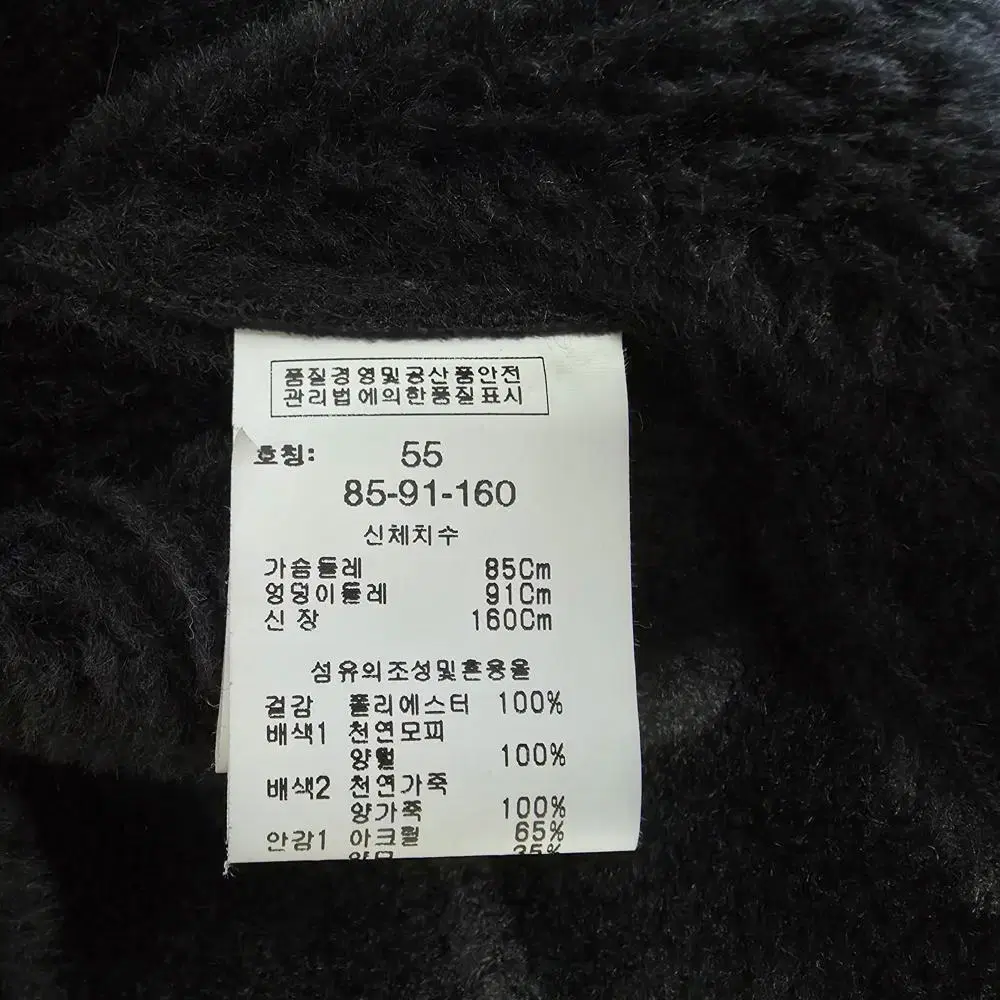 품질경영및공산품안전
관리법에의한품질표시
호칭: 55
85-91-160
신체치수
가슴둘레 85Cm
엉덩이둘레 91Cm
신장 160Cm
섬유의조성및혼용율
겉감 폴리에스터 100%
배색1 천연모피
양털 100%
배색2 천연가죽
양가죽 100%
안감1 아크릴 65%
양모 35%